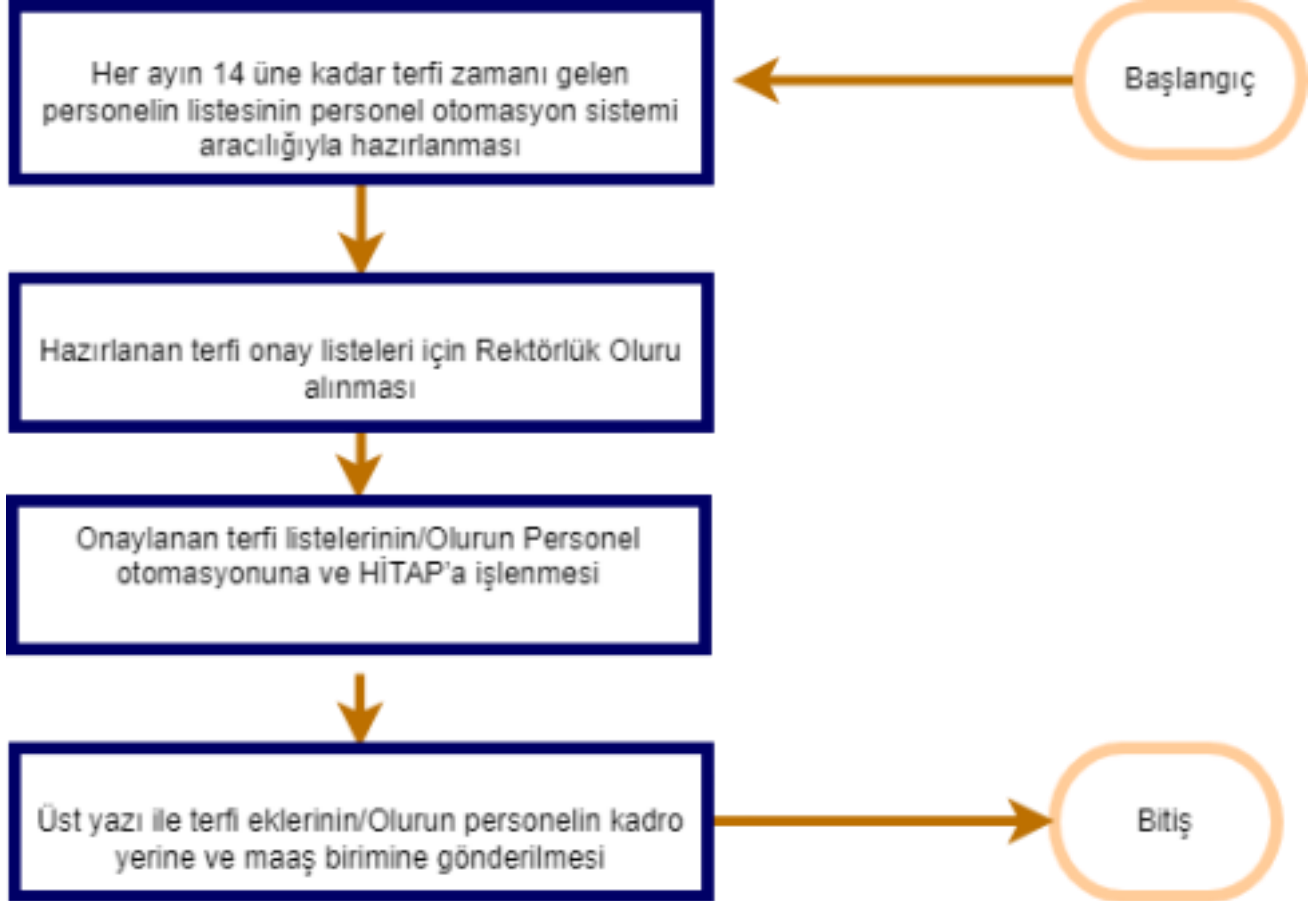 Başlangıç
Her ayın 14 üne kadar terfi zamanı gelen
personelin listesinin personel otomasyon sistemi
aracılığıyla hazırlanması
Hazırlanan terfi onay listeleri için Rektörlük Oluru
alınması
Onaylanan terfi listelerinin/Olurun Personel
otomasyonuna ve HİTAP'a işlenmesi
Üst yazı ile terfi eklerinin/Olurun personelin kadro
yerine ve maaş birimine gönderilmesi
Bitiş